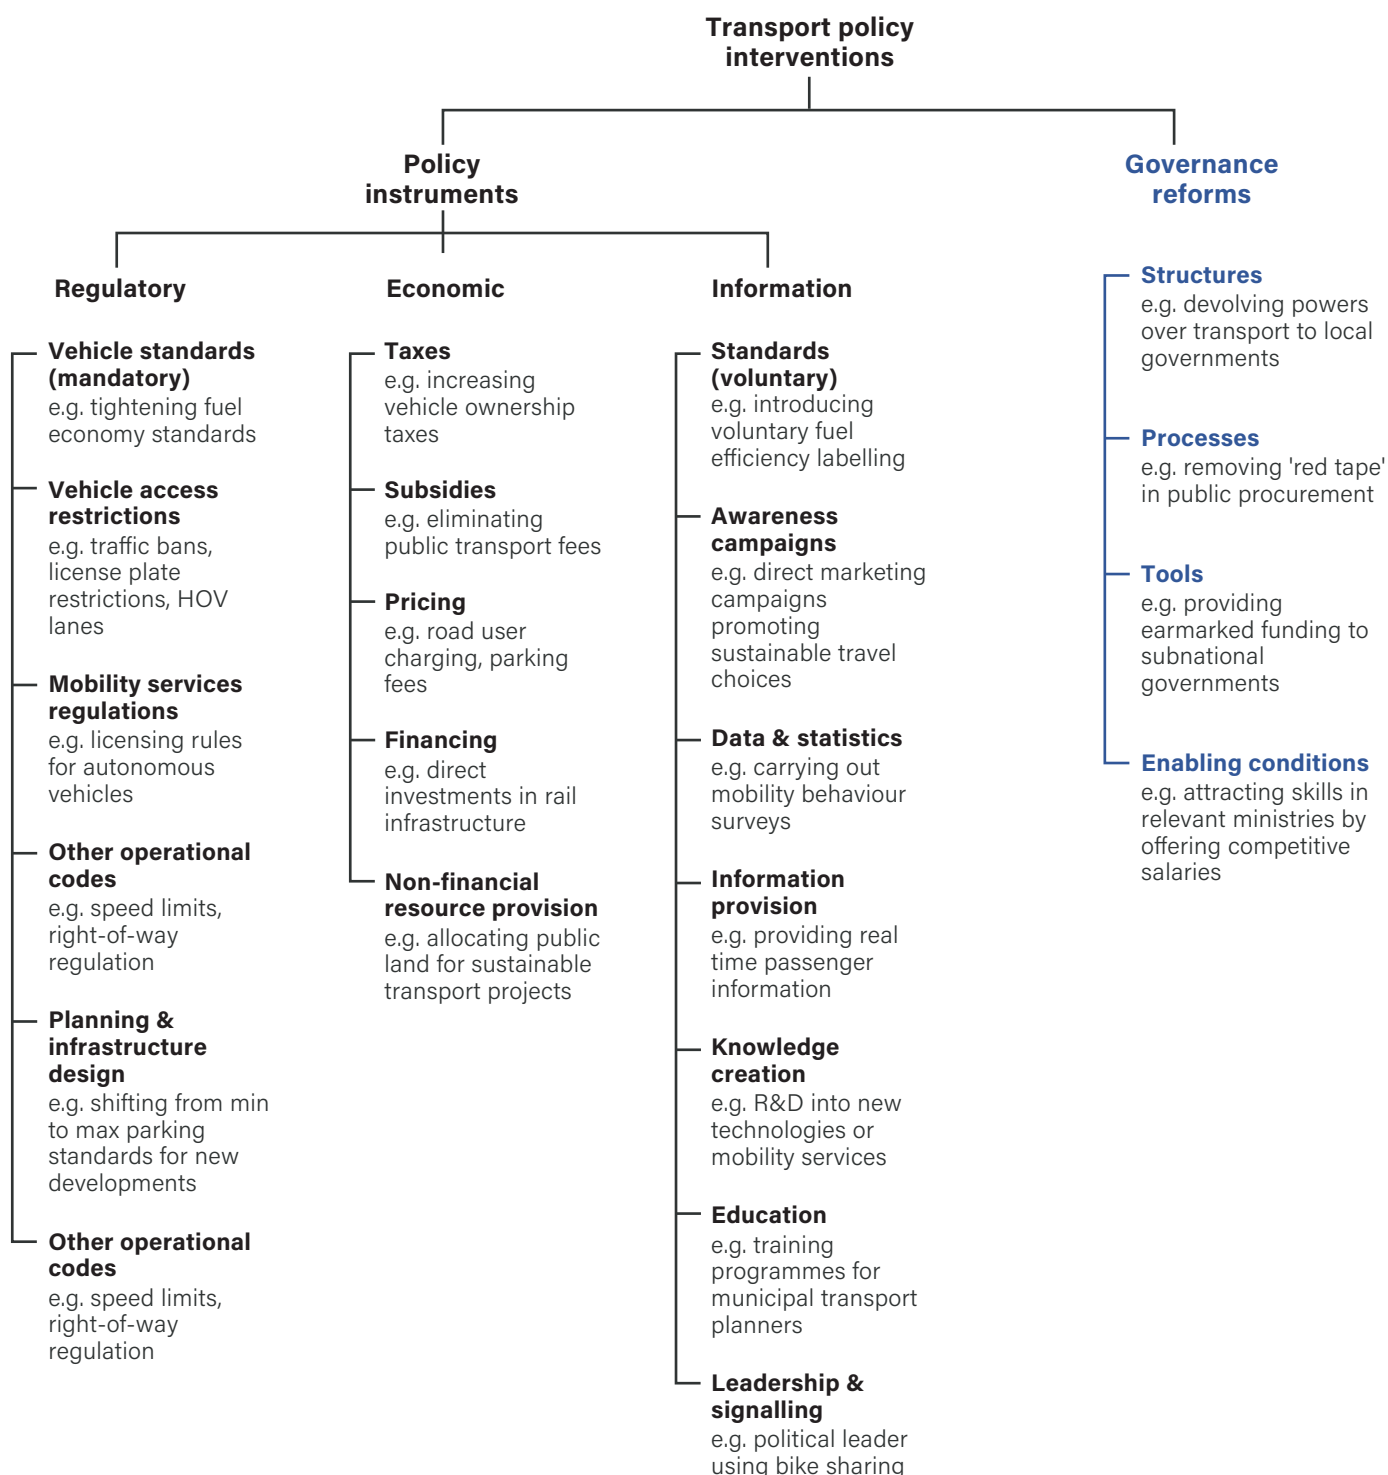 Transport policy
interventions
Policy
instruments
Governance
reforms
Regulatory
Vehicle standards
(mandatory)
e.g. tightening fuel
economy standards
Vehicle access
restrictions
e.g. traffic bans,
license plate
restrictions, HOV
lanes
Mobility services
regulations
e.g. licensing rules
for autonomous
vehicles
Other operational
codes
e.g. speed limits,
right-of-way
regulation
Planning &
infrastructure
design
e.g. shifting from min
to max parking
standards for new
developments
Other operational
codes
e.g. speed limits,
right-of-way
regulation
Economic
Taxes
e.g. increasing
vehicle ownership
taxes
Subsidies
e.g. eliminating
public transport fees
Pricing
e.g. road user
charging, parking
fees
Financing
e.g. direct
investments in rail
infrastructure
Non-financial
resource provision
e.g. allocating public
land for sustainable
transport projects
Information
Standards
(voluntary)
e.g. introducing
voluntary fuel
efficiency labelling
Awareness
campaigns
e.g. direct marketing
campaigns
promoting
sustainable travel
choices
Data & statistics
e.g. carrying out
mobility behaviour
surveys
Information
provision
e.g. providing real
time passenger
information
Knowledge
creation
e.g. R&D into new
technologies or
mobility services
Education
e.g. training
programmes for
municipal transport
planners
Leadership &
signalling
e.g. political leader
using bike sharing
Structures
e.g. devolving powers
over transport to local
governments
Processes
e.g. removing 'red tape'
in public procurement
Tools
e.g. providing
earmarked funding to
subnational
governments
Enabling conditions
e.g. attracting skills in
relevant ministries by
offering competitive
salaries